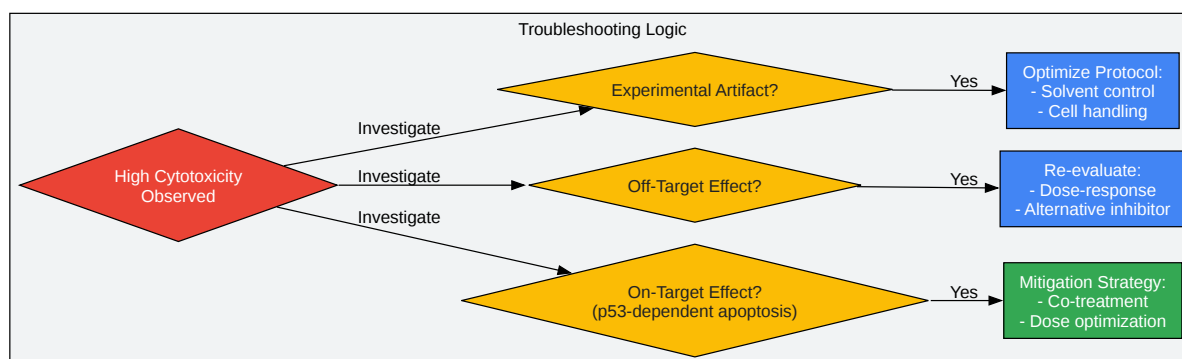 Troubleshooting Logic
High Cytotoxicity
Observed
Investigate
Experimental Artifact?
Yes
Optimize Protocol:
- Solvent control
- Cell handling
Investigate
Off-Target Effect?
Yes
Re-evaluate:
- Dose-response
- Alternative inhibitor
Investigate
On-Target Effect?
(p53-dependent apoptosis)
Yes
Mitigation Strategy:
- Co-treatment
- Dose optimization